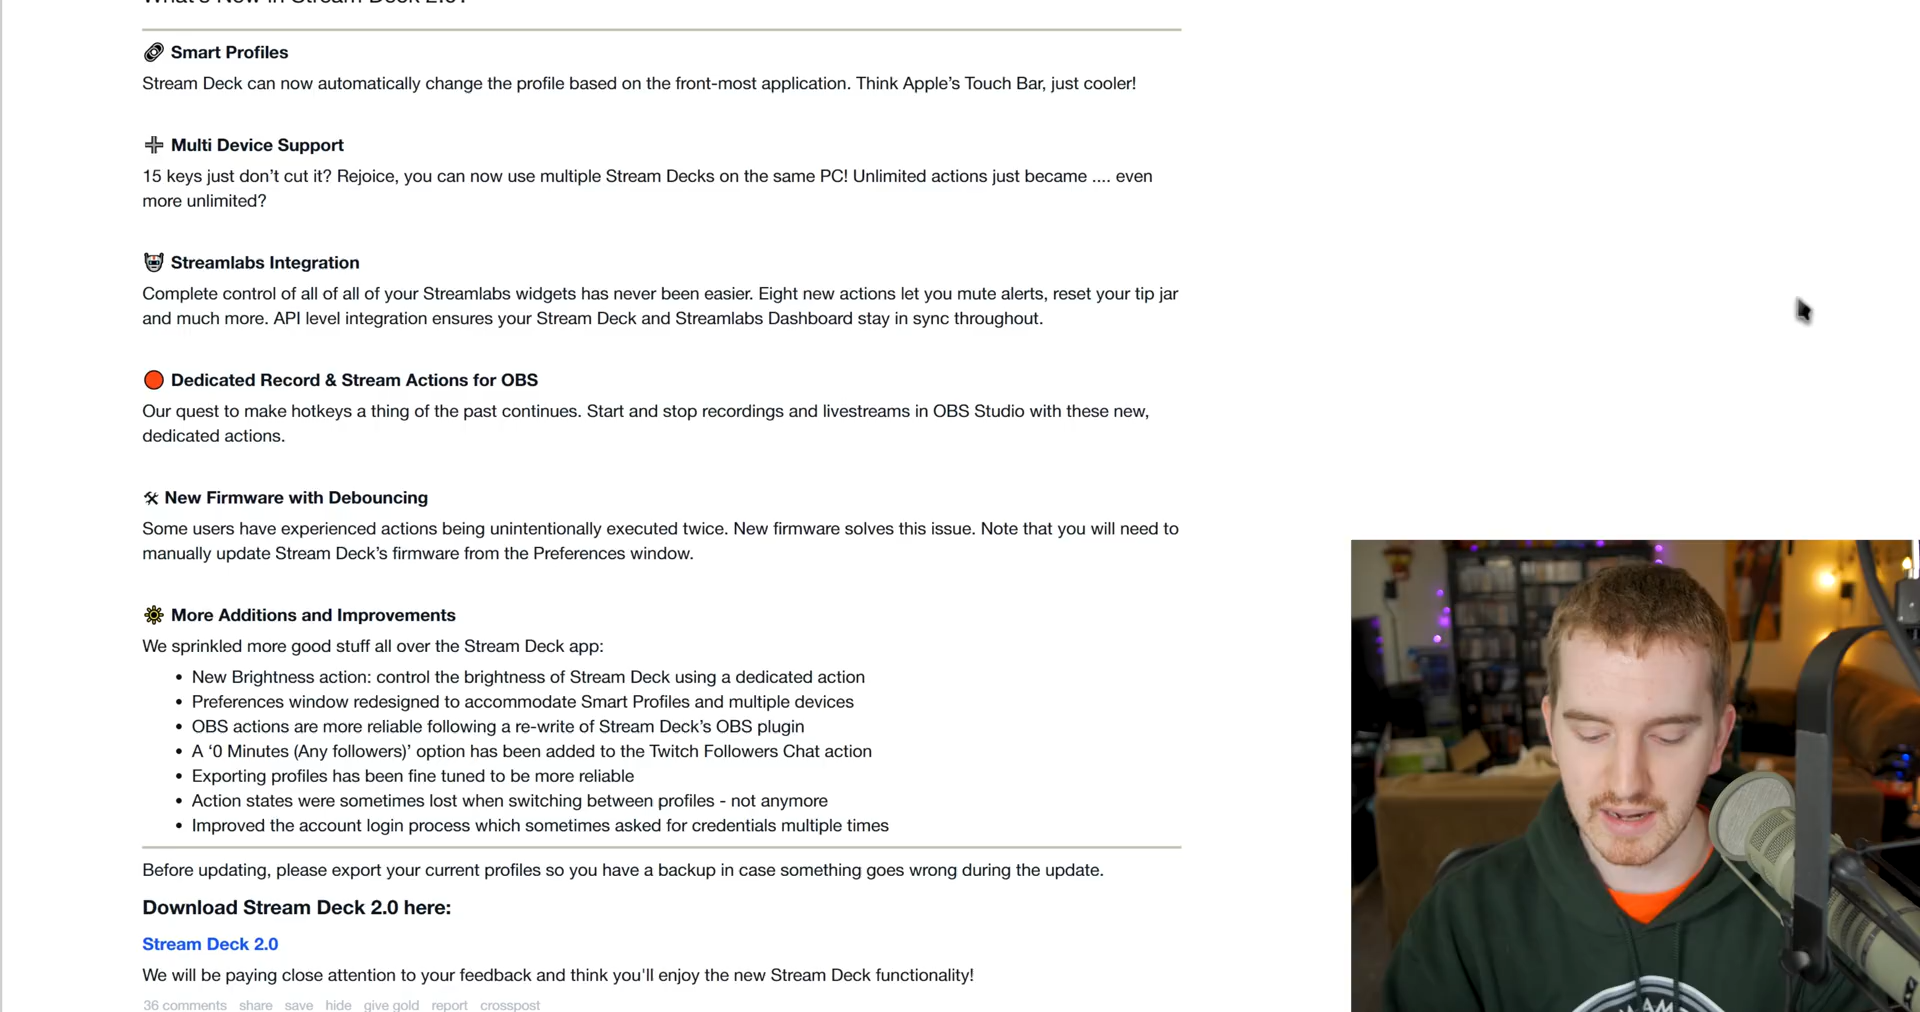 What's New in Stream Deck 2.0?
Smart Profiles
Stream Deck can now automatically change the profile based on the front-most application. Think Apple’s Touch Bar, just cooler!
Multi Device Support
15 keys just don’t cut it? Rejoice, you can now use multiple Stream Decks on the same PC! Unlimited actions just became .... even
more unlimited?
Streamlabs Integration
Complete control of all of all of your Streamlabs widgets has never been easier. Eight new actions let you mute alerts, reset your tip jar
and much more. API level integration ensures your Stream Deck and Streamlabs Dashboard stay in sync throughout.
Dedicated Record & Stream Actions for OBS
Our quest to make hotkeys a thing of the past continues. Start and stop recordings and livestreams in OBS Studio with these new,
dedicated actions.
New Firmware with Debouncing
Some users have experienced actions being unintentionally executed twice. New firmware solves this issue. Note that you will need to
manually update Stream Deck’s firmware from the Preferences window.
More Additions and Improvements
We sprinkled more good stuff all over the Stream Deck app:
• New Brightness action: control the brightness of Stream Deck using a dedicated action
• Preferences window redesigned to accommodate Smart Profiles and multiple devices
• OBS actions are more reliable following a re-write of Stream Deck’s OBS plugin
• A ‘0 Minutes (Any followers)’ option has been added to the Twitch Followers Chat action
• Exporting profiles has been fine tuned to be more reliable
• Action states were sometimes lost when switching between profiles - not anymore
• Improved the account login process which sometimes asked for credentials multiple times
Before updating, please export your current profiles so you have a backup in case something goes wrong during the update.
Download Stream Deck 2.0 here:
Stream Deck 2.0
We will be paying close attention to your feedback and think you'll enjoy the new Stream Deck functionality!
36 comments share save hide give gold report crosspost